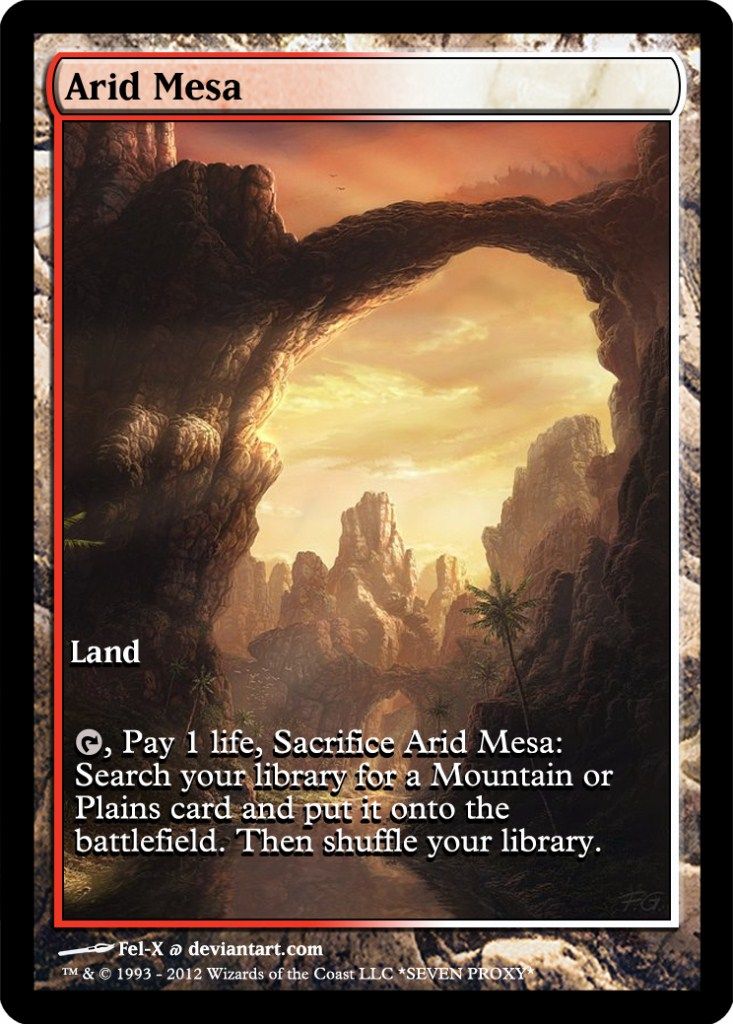 Arid Mesa
Land
, Pay 1 life, Sacrifice Arid Mesa:
Search your library for a Mountain or
Plains card and put it onto the
battlefield. Then shuffle your library.
FG
Fel-X @ deviantart.com
™ & © 1993 - 2012 Wizards of the Coast LLC *SEVEN PROXY*